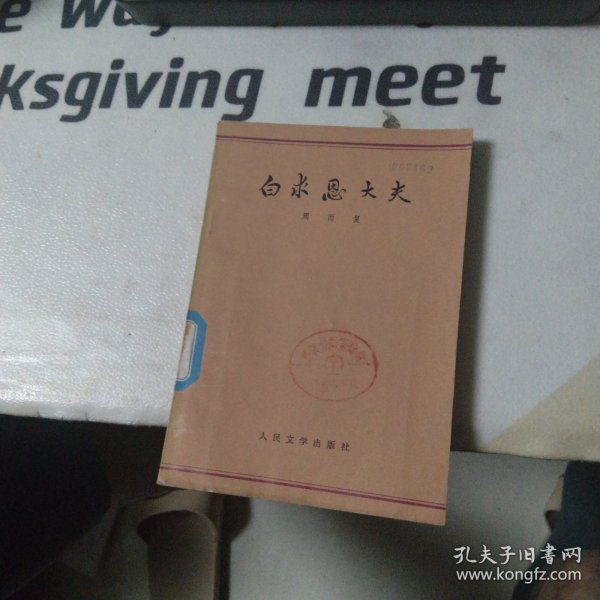 e way
ksgiving meet
白求恩大夫
周而复
人民文学出版社
孔夫子旧书网
www.kongfz.com